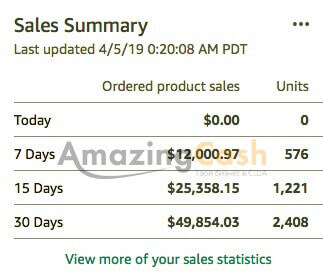 Sales Summary
Last updated 4/5/19 0:20:08 AM PDT
Ordered product sales Units
Today $0.00 0
7 Days $12,000.97 576
AmazingCash
15 Days $25,358.15 1,221
30 Days $49,854.03 2,408
View more of your sales statistics